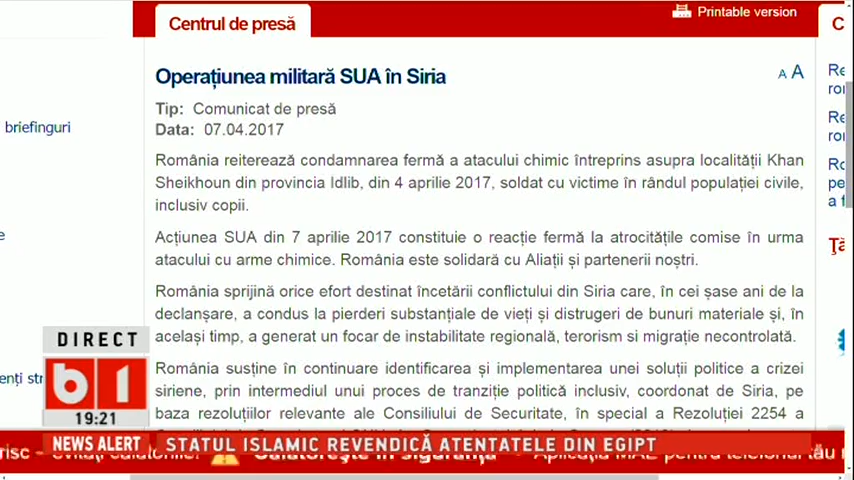 Centrul de presă
Printable version
Operațiunea militară SUA în Siria
A A
Tip: Comunicat de presă
Data: 07.04.2017
briefinguri
România reiterează condamnarea fermă a atacului chimic întreprins asupra localității Khan
Sheikhoun din provincia Idlib, din 4 aprilie 2017, soldat cu victime în rândul populației civile,
inclusiv copii.
Acțiunea SUA din 7 aprilie 2017 constituie o reacție fermă la atrocitățile comise în urma
atacului cu arme chimice. România este solidară cu Aliații și partenerii noștri.
România sprijină orice efort destinat încetării conflictului din Siria care, în cei șase ani de la
declanșare, a condus la pierderi substanțiale de vieți și distrugeri de bunuri materiale și, în
același timp, a generat un focar de instabilitate regională, terorism si migrație necontrolată.
România susține în continuare identificarea și implementarea unei soluții politice a crizei
siriene, prin intermediul unui proces de tranziție politică inclusiv, coordonat de Siria, pe
baza rezoluțiilor relevante ale Consiliului de Securitate, în special a Rezoluției 2254 a
DIRECT
b1
19:21
NEWS ALERT STATUL ISLAMIC REVENDICĂ ATENTATELE DIN EGIPT
Călătorește în siguranță Aplicația MAE pentru telefonul tău